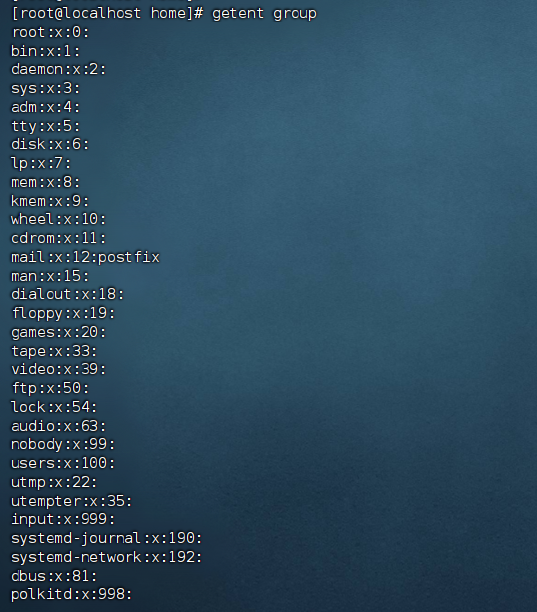 [root@localhost home]# getent group
root:x:0:
bin:x:1:
daemon:x:2:
sys:x:3:
adm:x:4:
tty:x:5:
disk:x:6:
lp:x:7:
mem:x:8:
kmem:x:9:
wheel:x:10:
cdrom:x:11:
mail:x:12:postfix
man:x:15:
dialout:x:18:
floppy:x:19:
games:x:20:
tape:x:33:
video:x:39:
ftp:x:50:
lock:x:54:
audio:x:63:
nobody:x:99:
users:x:100:
utmp:x:22:
utempter:x:35:
input:x:999:
systemd-journal:x:190:
systemd-network:x:192:
dbus:x:81:
polkitd:x:998: